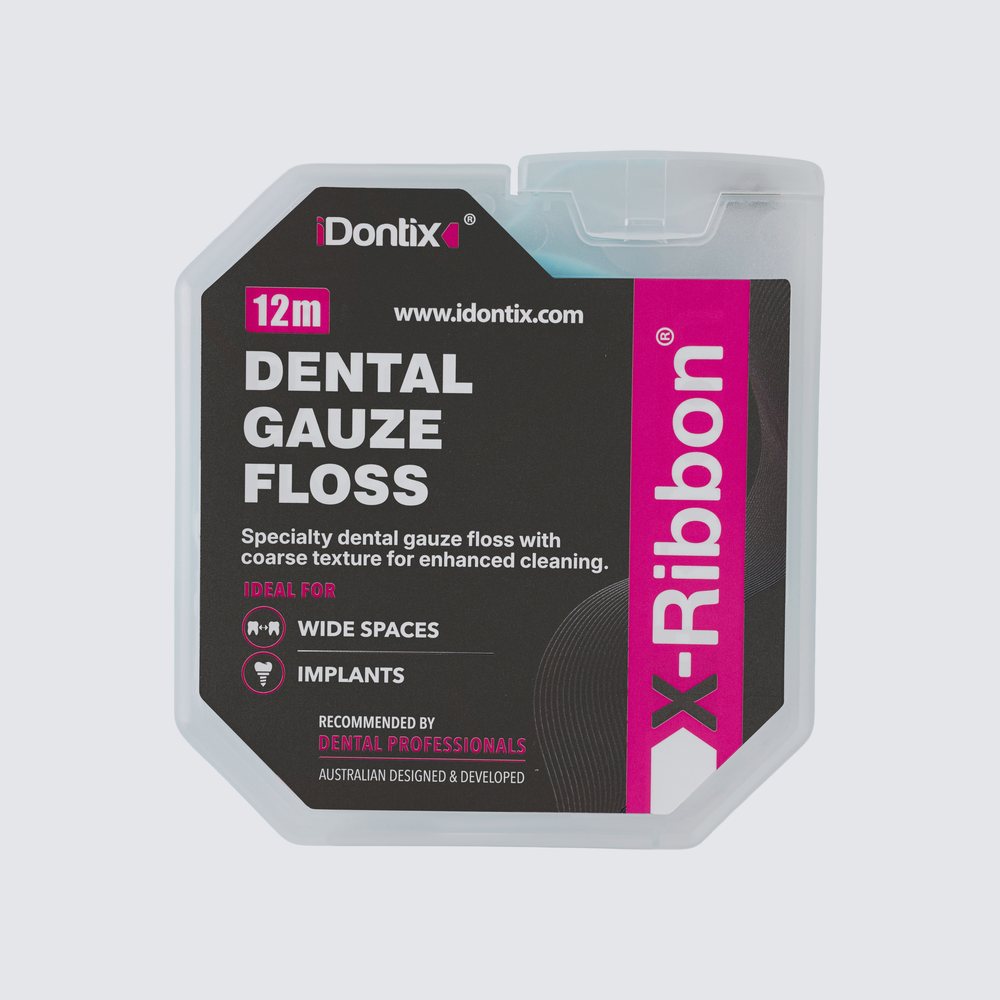 iDontix®
12m
www.idontix.com
DENTAL
GAUZE
FLOSS
Specialty dental gauze floss with
coarse texture for enhanced cleaning.
IDEAL FOR
WIDE SPACES
IMPLANTS
RECOMMENDED BY
DENTAL PROFESSIONALS
AUSTRALIAN DESIGNED & DEVELOPED
X-Ribbon®